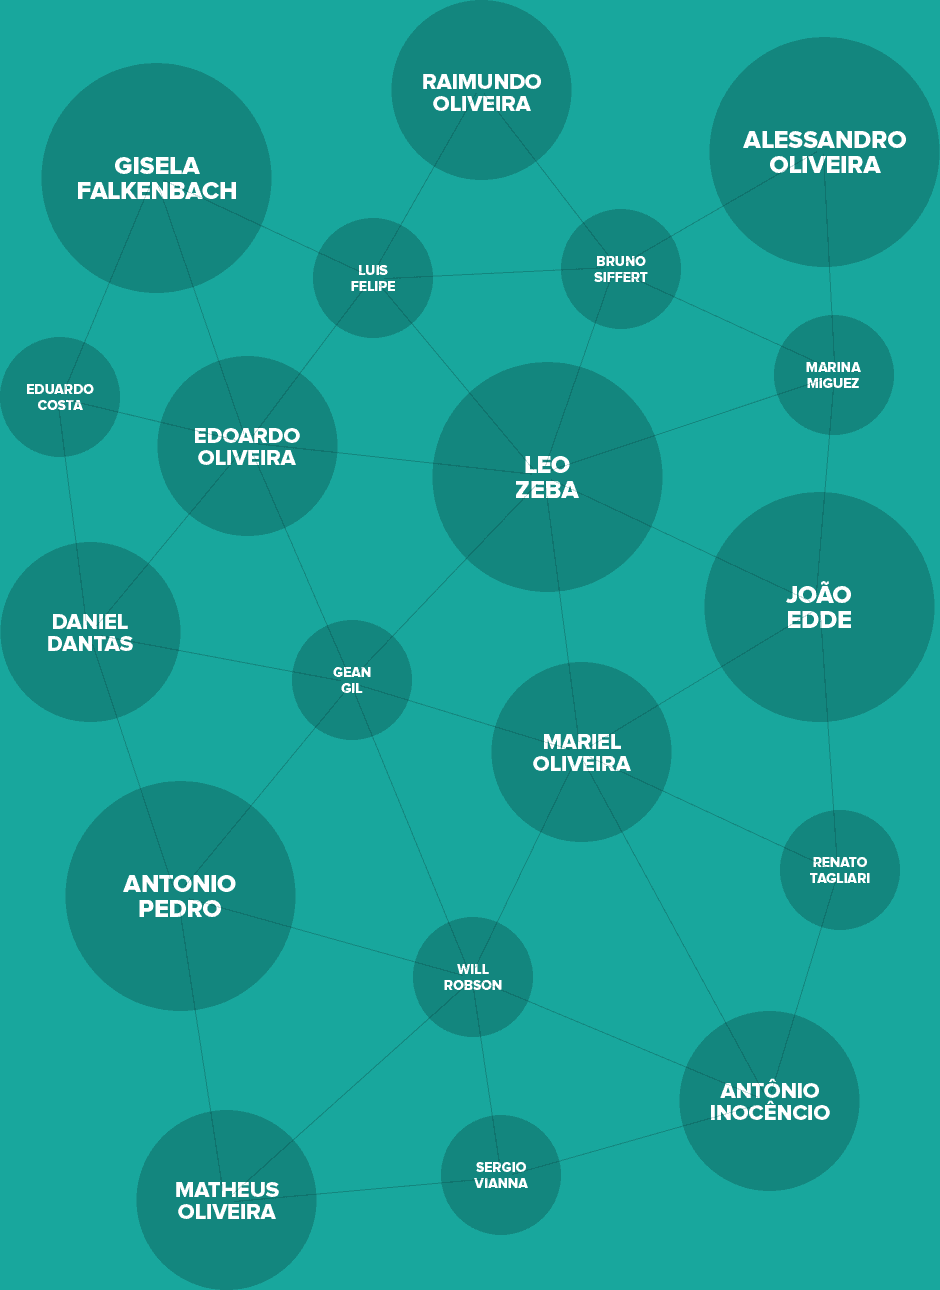 RAIMUNDO
OLIVEIRA
ALESSANDRO
OLIVEIRA
GISELA
FALKENBACH
LUIS
FELIPE
BRUNO
SIFFERT
MARINA
MIGUEZ
EDUARDO
COSTA
EDOARDO
OLIVEIRA
LEO
ZEBA
JOÃO
EDDE
DANIEL
DANTAS
GEAN
GIL
MARIEL
OLIVEIRA
RENATO
TAGLIARI
ANTONIO
PEDRO
WILL
ROBSON
ANTÔNIO
INOCÊNCIO
SERGIO
VIANNA
MATHEUS
OLIVEIRA